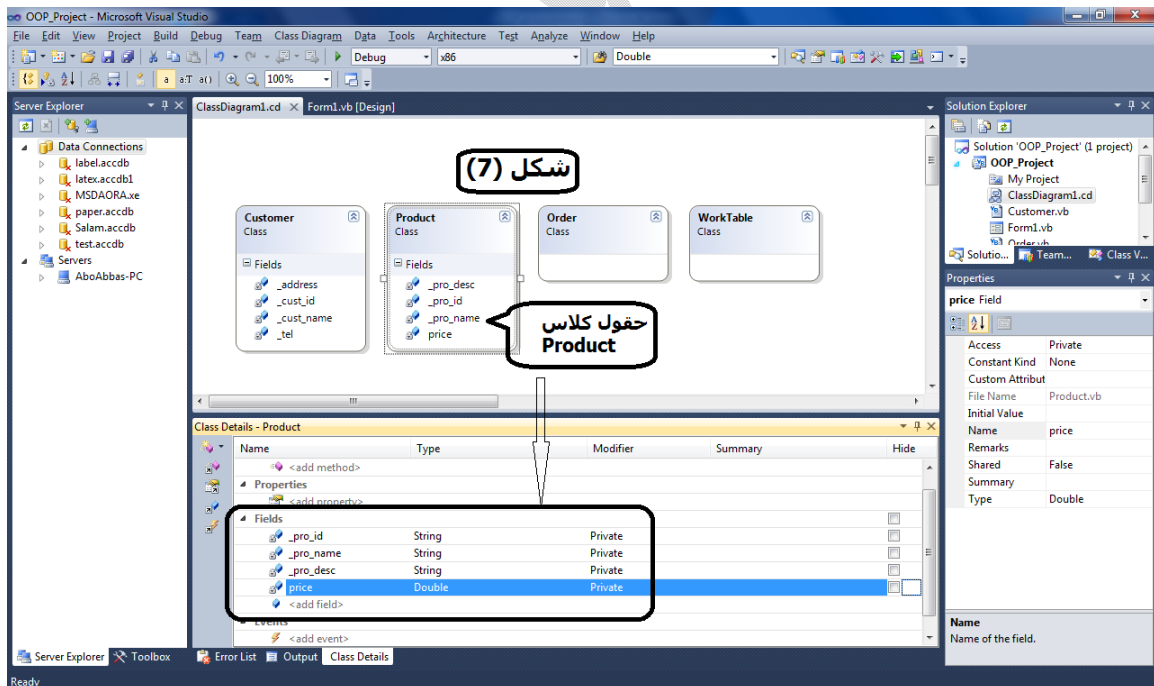 OOP_Project - Microsoft Visual Studio
File Edit View Project Build Debug Team Class Diagram Data Tools Architecture Test Analyze Window Help
Debug x86 Double
a a:T a() 100%
Server Explorer
Data Connections
label.accdb
latex.accdb1
MSDAORA.xe
paper.accdb
Salam.accdb
test.accdb
Servers
AboAbbas-PC
ClassDiagram1.cd Form1.vb [Design]
شكل (7)
Customer
Class
Fields
_address
_cust_id
_cust_name
_tel
Product
Class
Fields
_pro_desc
_pro_id
_pro_name
price
Order
Class
WorkTable
Class
حقول كلاس
Product
Class Details - Product
Name Type Modifier Summary Hide
<add method>
Properties
<add property>
Fields
_pro_id String Private
_pro_name String Private
_pro_desc String Private
price Double Private
<add field>
Events
<add event>
Solution Explorer
Solution 'OOP_Project' (1 project)
OOP_Project
My Project
ClassDiagram1.cd
Customer.vb
Form1.vb
Order.vb
Solutio... Team... Class V...
Properties
price Field
Access Private
Constant Kind None
Custom Attribut
File Name Product.vb
Initial Value
Name price
Remarks
Shared False
Summary
Type Double
Name
Name of the field.
Server Explorer Toolbox Error List Output Class Details
Ready